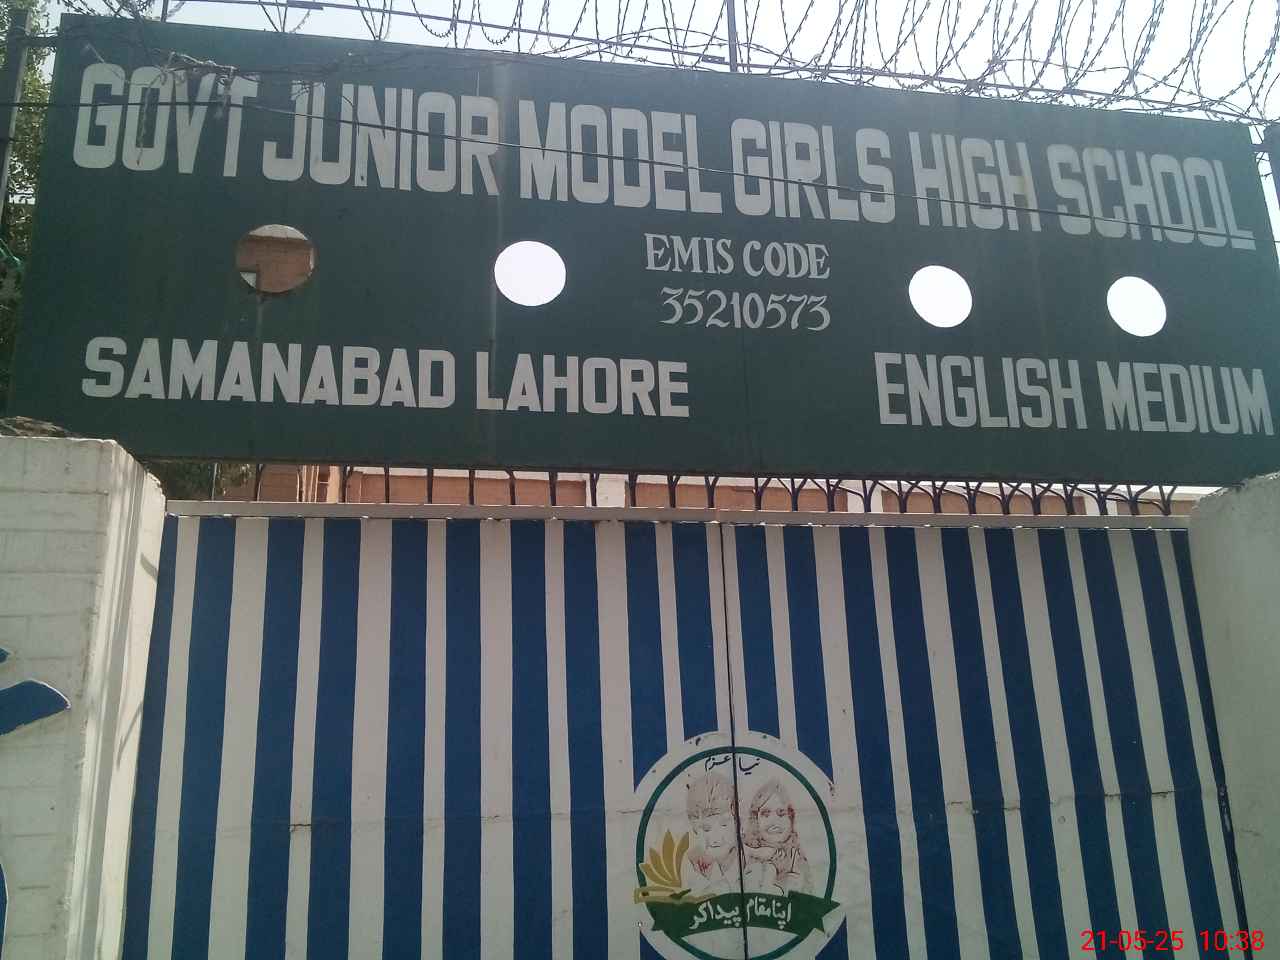 GOVT JUNIOR MODEL GIRLS HIGH SCHOOL
EMIS CODE
35210573
SAMANABAD LAHORE
ENGLISH MEDIUM
نیا عزم
اپنا مقام پیدا کر
21-05-25 10:38